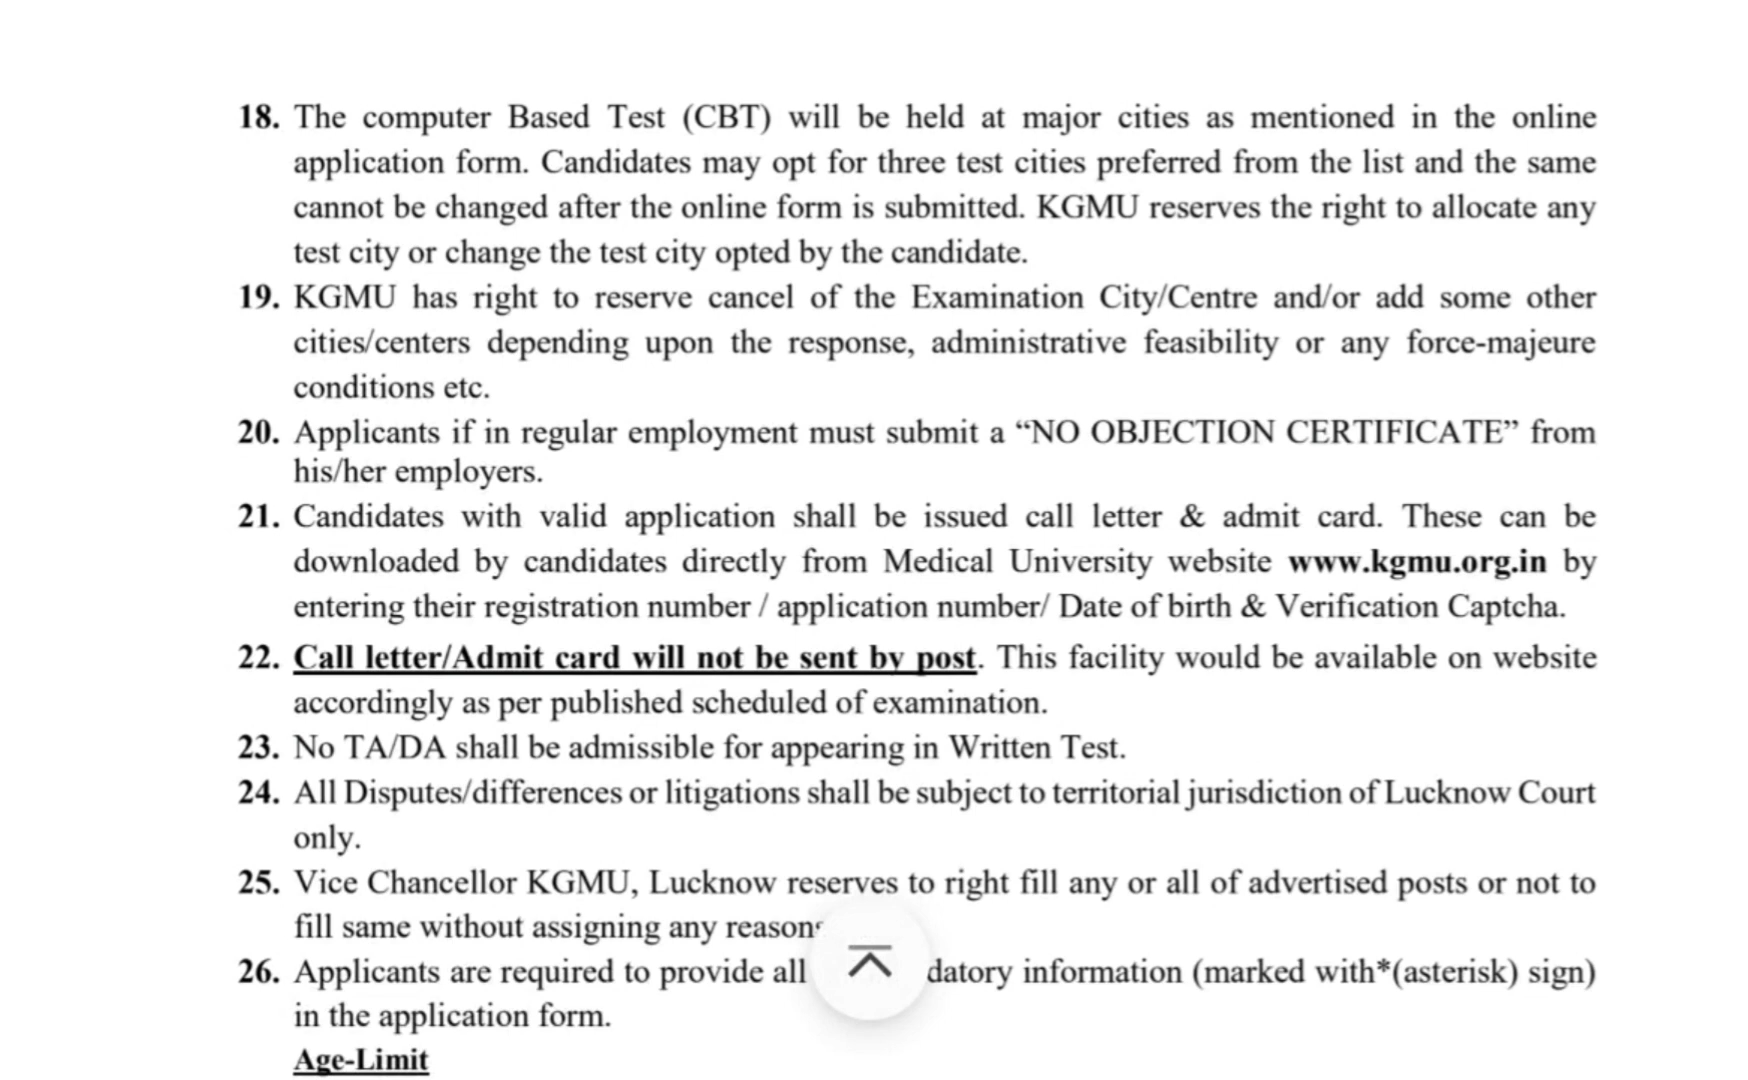 18. The computer Based Test (CBT) will be held at major cities as mentioned in the online
application form. Candidates may opt for three test cities preferred from the list and the same
cannot be changed after the online form is submitted. KGMU reserves the right to allocate any
test city or change the test city opted by the candidate.
19. KGMU has right to reserve cancel of the Examination City/Centre and/or add some other
cities/centers depending upon the response, administrative feasibility or any force-majeure
conditions etc.
20. Applicants if in regular employment must submit a “NO OBJECTION CERTIFICATE” from
his/her employers.
21. Candidates with valid application shall be issued call letter & admit card. These can be
downloaded by candidates directly from Medical University website www.kgmu.org.in by
entering their registration number / application number/ Date of birth & Verification Captcha.
22. Call letter/Admit card will not be sent by post. This facility would be available on website
accordingly as per published scheduled of examination.
23. No TA/DA shall be admissible for appearing in Written Test.
24. All Disputes/differences or litigations shall be subject to territorial jurisdiction of Lucknow Court
only.
25. Vice Chancellor KGMU, Lucknow reserves to right fill any or all of advertised posts or not to
fill same without assigning any
26. Applicants are required to provide all information (marked with*(asterisk) sign)
in the application form.
Age-Limit